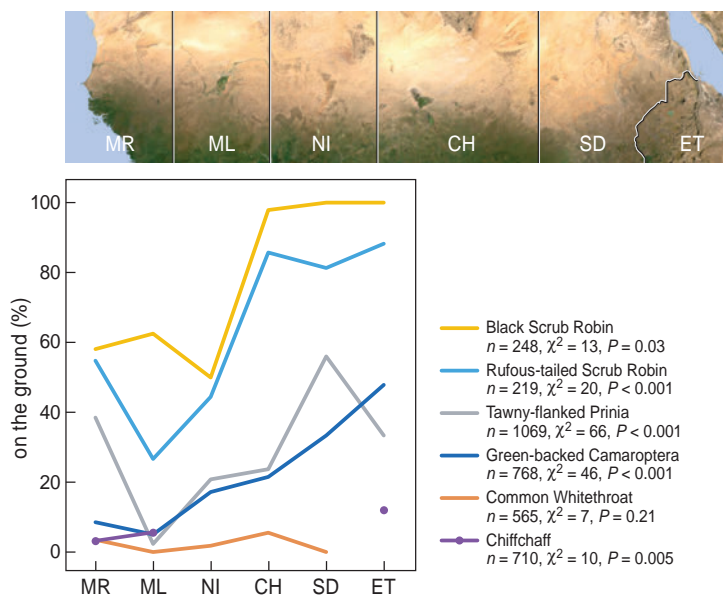 MR ML NI CH SD ET
on the ground (%)
100
80
60
40
20
0
MR ML NI CH SD ET
Black Scrub Robin
n = 248, χ² = 13, P = 0.03
Rufous-tailed Scrub Robin
n = 219, χ² = 20, P < 0.001
Tawny-flanked Prinia
n = 1069, χ² = 66, P < 0.001
Green-backed Camaroptera
n = 768, χ² = 46, P < 0.001
Common Whitethroat
n = 565, χ² = 7, P = 0.21
Chiffchaff
n = 710, χ² = 10, P = 0.005